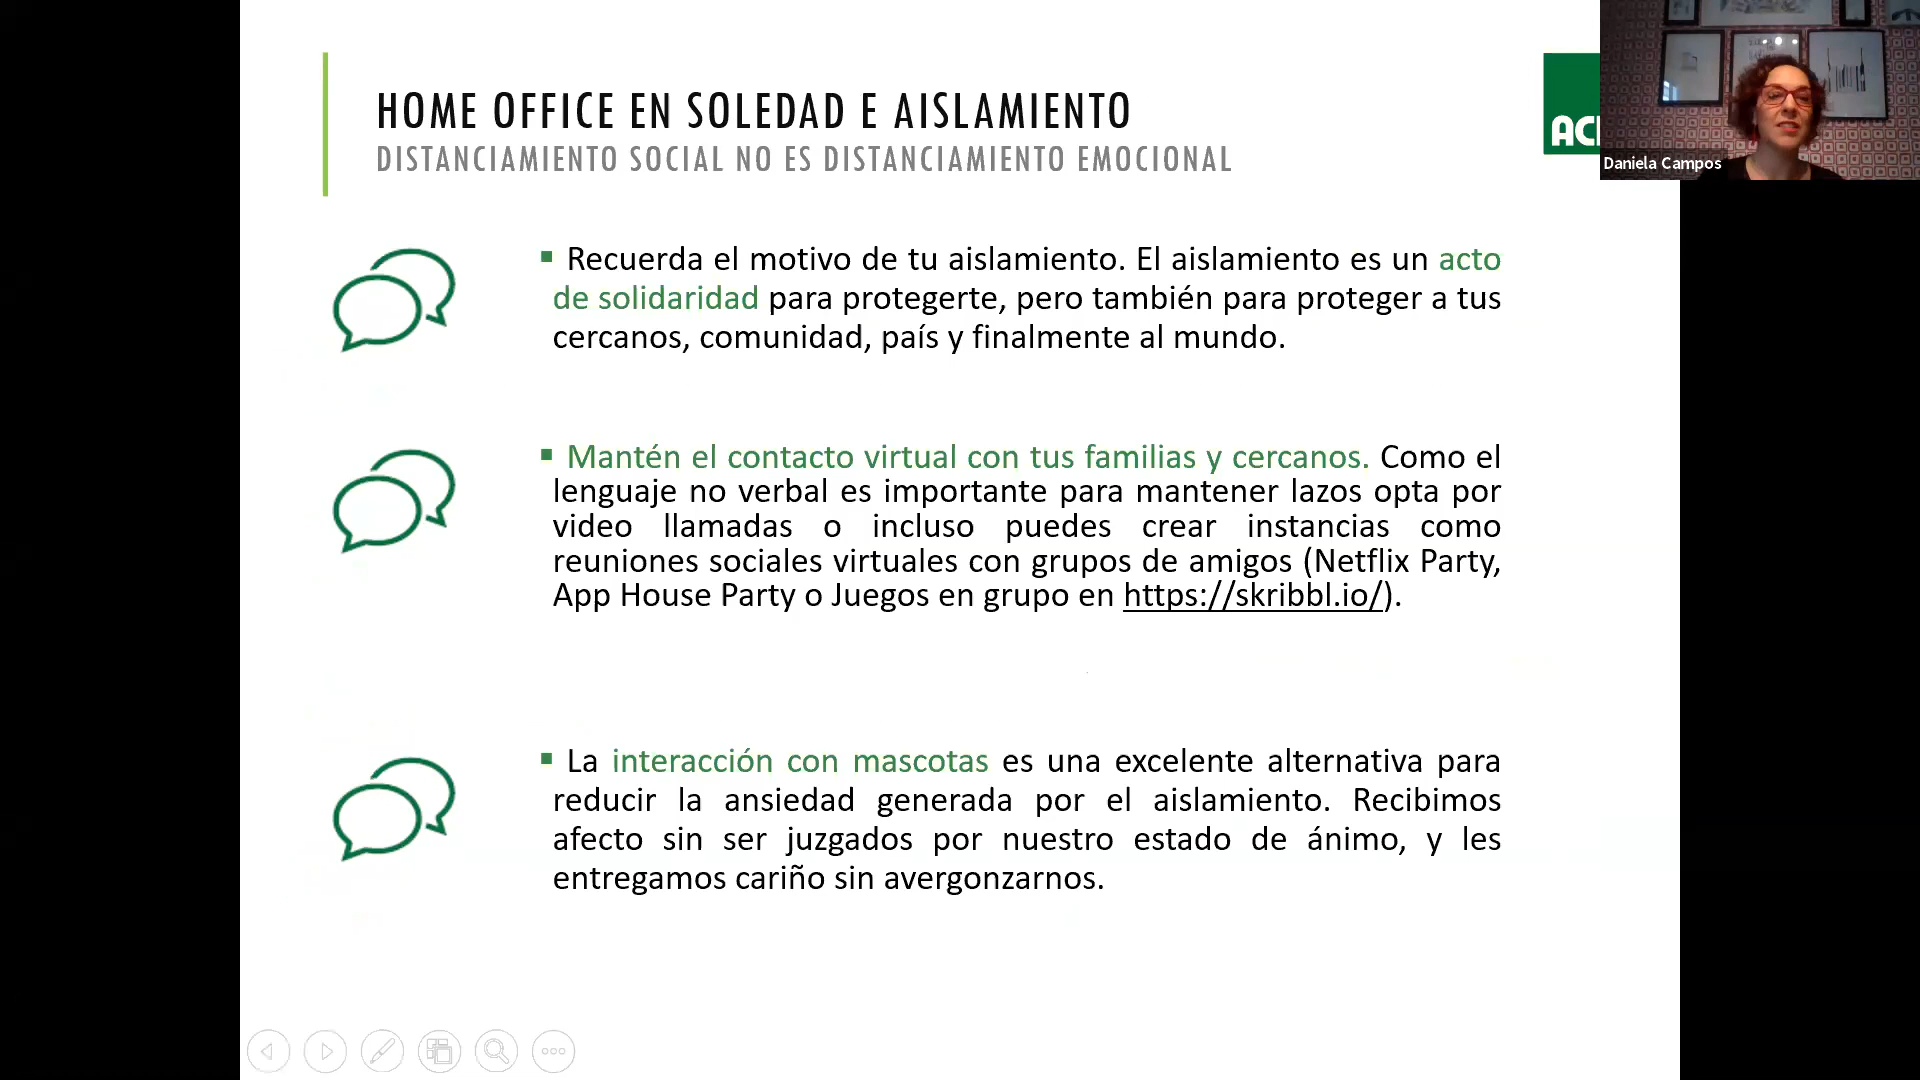 HOME OFFICE EN SOLEDAD E AISLAMIENTO
DISTANCIAMIENTO SOCIAL NO ES DISTANCIAMIENTO EMOCIONAL
Daniela Campos
▪ Recuerda el motivo de tu aislamiento. El aislamiento es un acto
de solidaridad para protegerte, pero también para proteger a tus
cercanos, comunidad, país y finalmente al mundo.
▪ Mantén el contacto virtual con tus familias y cercanos. Como el
lenguaje no verbal es importante para mantener lazos opta por
video llamadas o incluso puedes crear instancias como
reuniones sociales virtuales con grupos de amigos (Netflix Party,
App House Party o Juegos en grupo en https://skribbl.io/).
▪ La interacción con mascotas es una excelente alternativa para
reducir la ansiedad generada por el aislamiento. Recibimos
afecto sin ser juzgados por nuestro estado de ánimo, y les
entregamos cariño sin avergonzarnos.